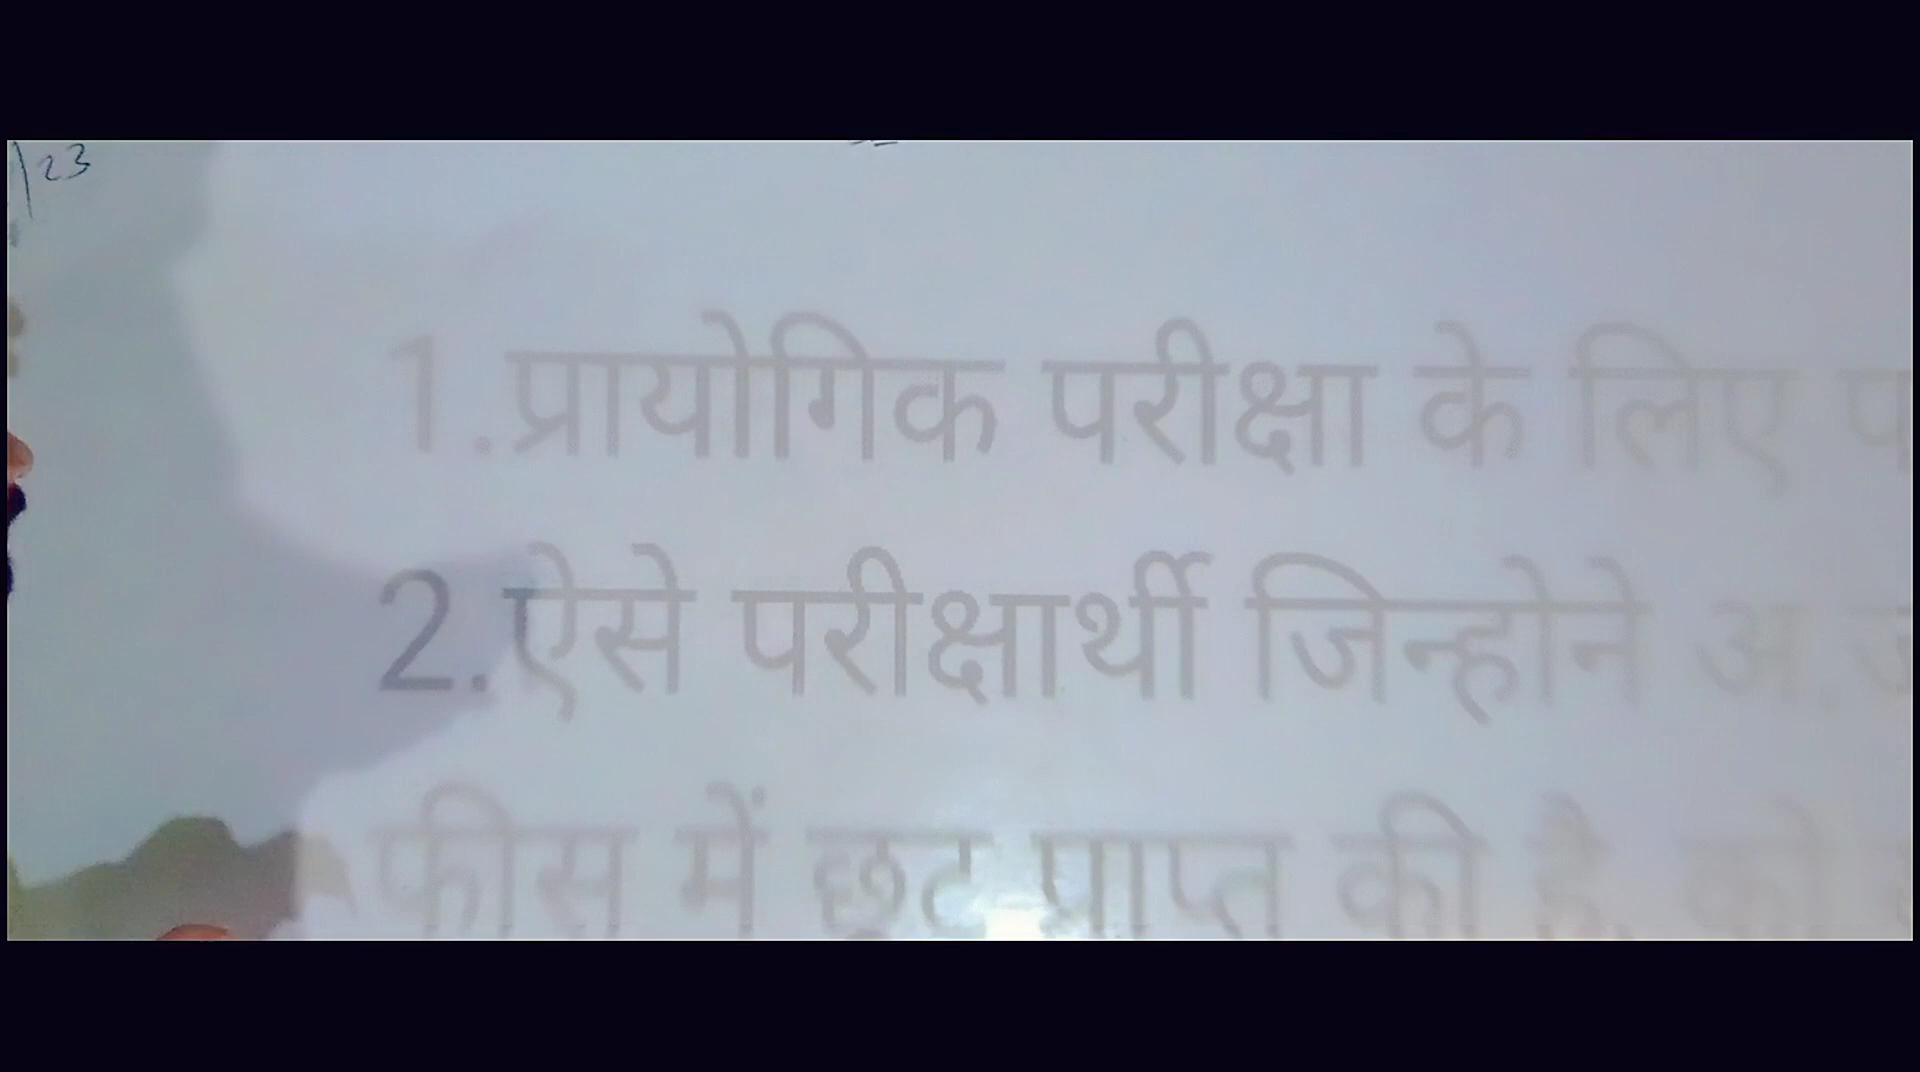 23
1.प्रायोगिक परीक्षा के लिए
2.ऐसे परीक्षार्थी जिन्होने अ.
फीस में छूट प्राप्त की है, को